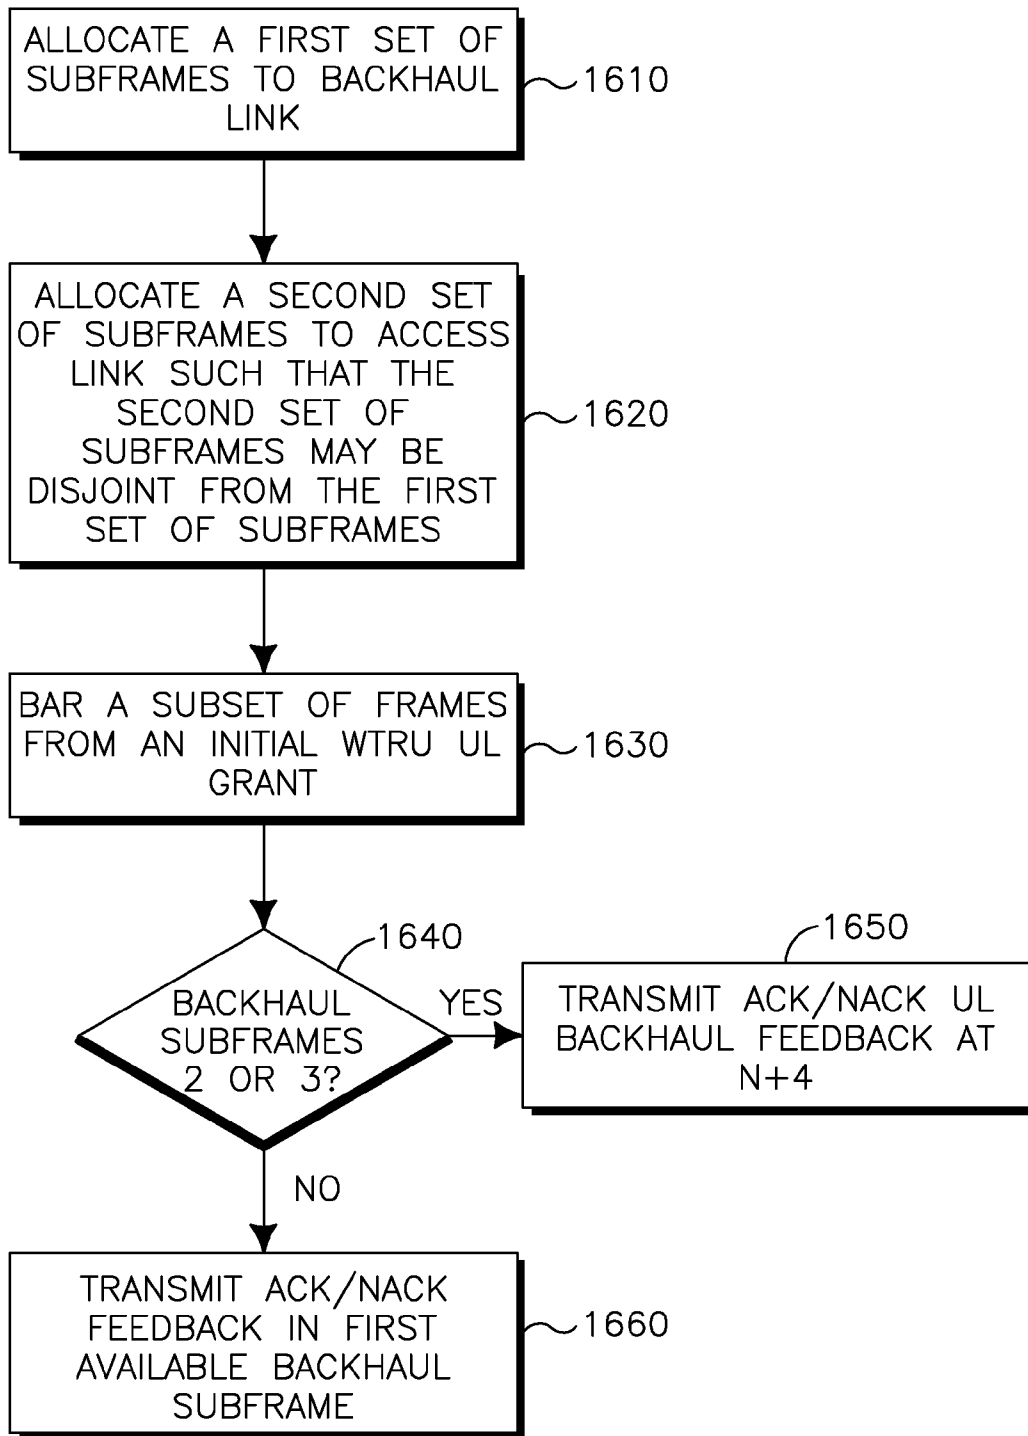 ALLOCATE A FIRST SET OF
SUBFRAMES TO BACKHAUL
LINK
1610
ALLOCATE A SECOND SET
OF SUBFRAMES TO ACCESS
LINK SUCH THAT THE
SECOND SET OF
SUBFRAMES MAY BE
DISJOINT FROM THE FIRST
SET OF SUBFRAMES
1620
BAR A SUBSET OF FRAMES
FROM AN INITIAL WTRU UL
GRANT
1630
1640
BACKHAUL
SUBFRAMES
2 OR 3?
YES
1650
TRANSMIT ACK/NACK UL
BACKHAUL FEEDBACK AT
N+4
NO
TRANSMIT ACK/NACK
FEEDBACK IN FIRST
AVAILABLE BACKHAUL
SUBFRAME
1660